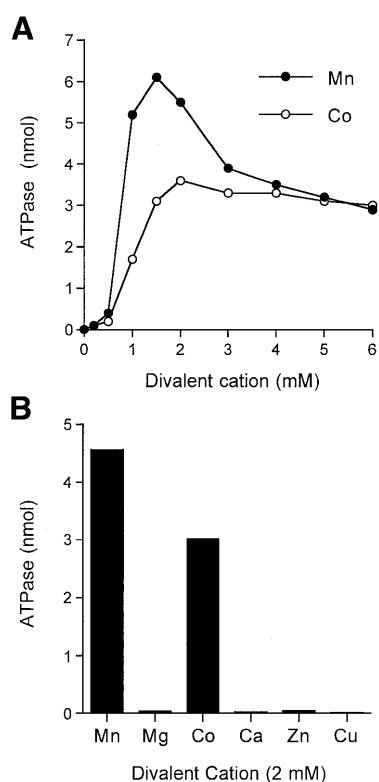 A
7
6
5
4
3
2
1
0
ATPase (nmol)
Mn
Co
0 1 2 3 4 5 6
Divalent cation (mM)
B
5
4
3
2
1
0
ATPase (nmol)
Mn Mg Co Ca Zn Cu
Divalent Cation (2 mM)